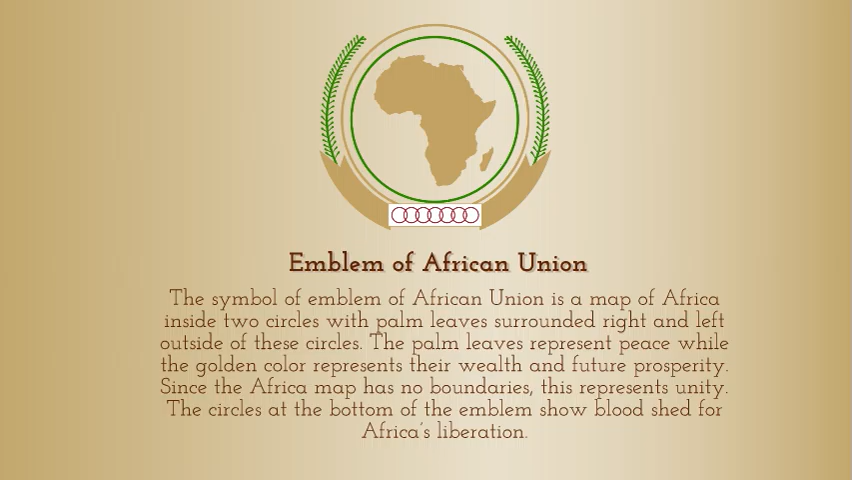 Emblem of African Union
The symbol of emblem of African Union is a map of Africa
inside two circles with palm leaves surrounded right and left
outside of these circles. The palm leaves represent peace while
the golden color represents their wealth and future prosperity.
Since the Africa map has no boundaries, this represents unity.
The circles at the bottom of the emblem show blood shed for
Africa's liberation.